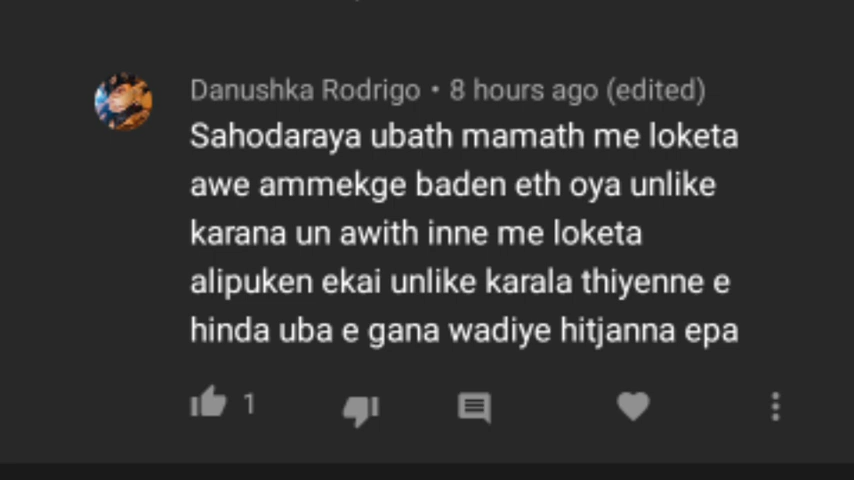 Danushka Rodrigo • 8 hours ago (edited)
Sahodaraya ubath mamath me loketa
awe ammekge baden eth oya unlike
karana un awith inne me loketa
alipuken ekai unlike karala thiyenne e
hinda uba e gana wadiye hitjanna epa
1